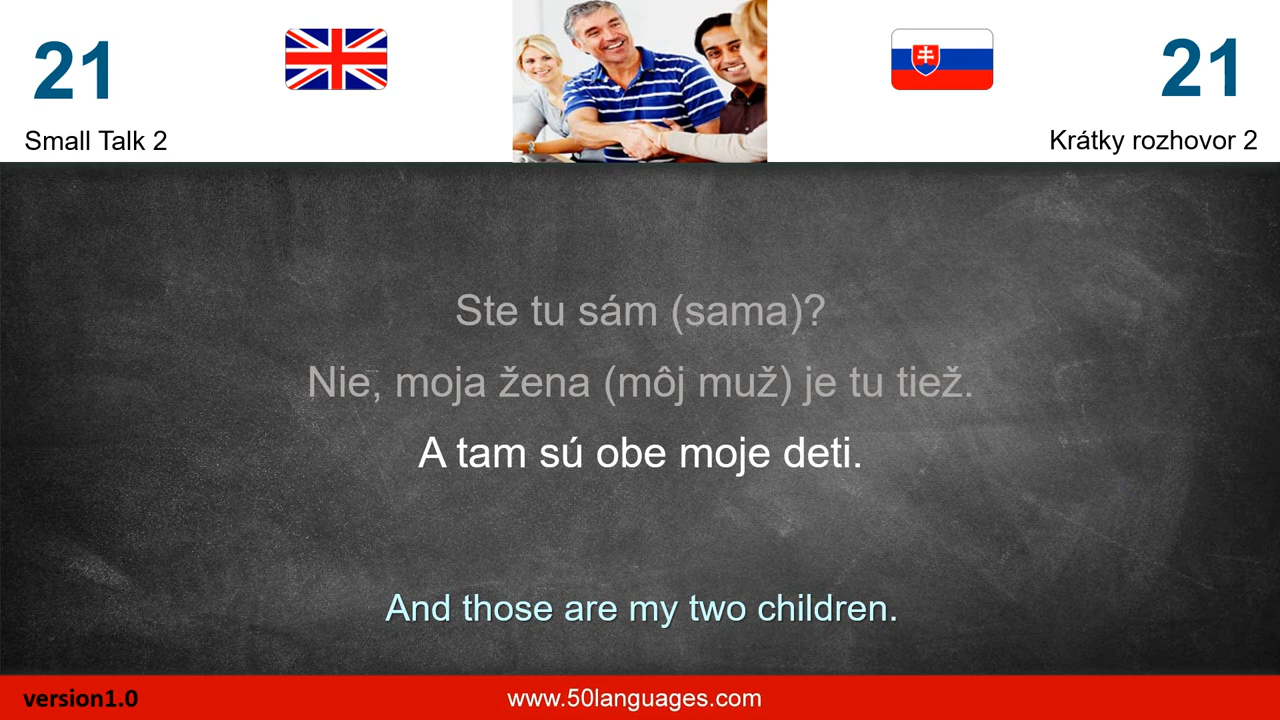 21
21
Small Talk 2
Krátky rozhovor 2
Ste tu sám (sama)?
Nie, moja žena (môj muž) je tu tiež.
A tam sú obe moje deti.
And those are my two children.
version1.0
www.50languages.com